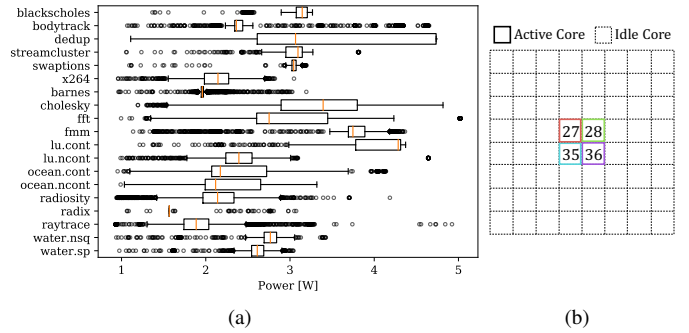 blackscholes
bodytrack
dedup
streamcluster
swaptions
x264
barnes
cholesky
fft
fmm
lu.cont
lu.ncont
ocean.cont
ocean.ncont
radiosity
radix
raytrace
water.nsq
water.sp
1 2 3 4 5
Power [W]
(a)
Active Core Idle Core
27 28
35 36
(b)